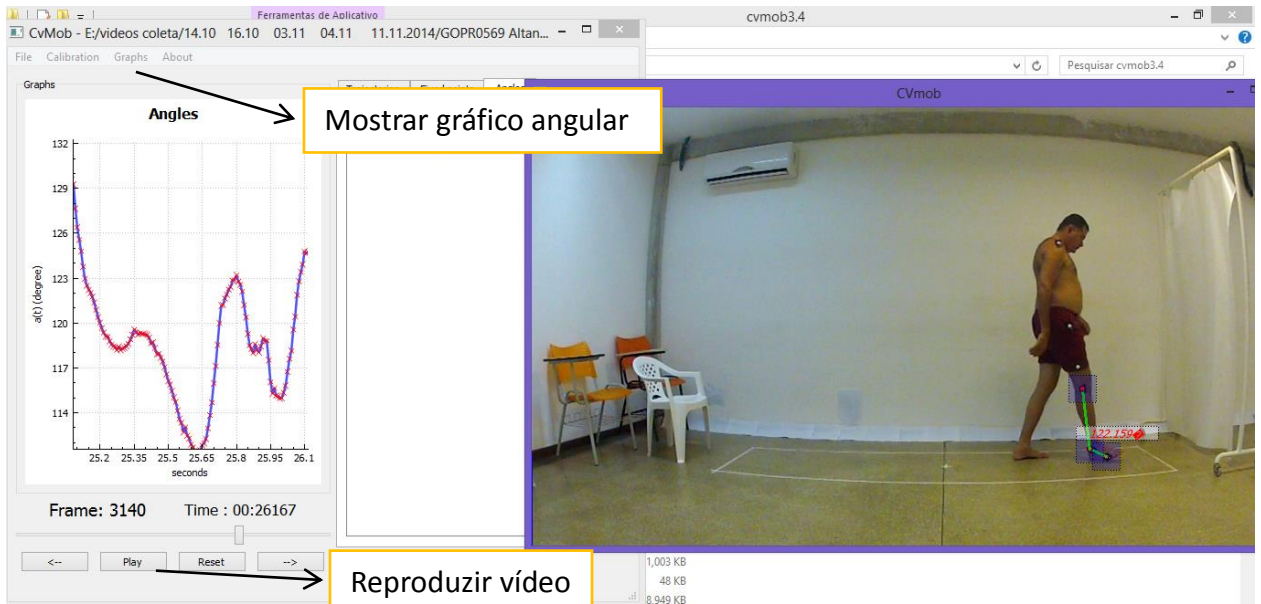 Ferramentas de Aplicativo
cvmob3.4
CvMob - E:/videos coleta/14.10 16.10 03.11 04.11 11.11.2014/GOPR0569 Altan...
File Calibration Graphs About
Pesquisar cvmob3.4
Graphs
CVmob
Mostrar gráfico angular
Angles
132
129
126
123
120
117
114
a(t) (degree)
25.2 25.35 25.5 25.65 25.8 25.95 26.1
seconds
122.159
Frame: 3140 Time : 00:26167
<-- Play Reset -->
Reproduzir vídeo
1,003 KB
48 KB
8.949 KB